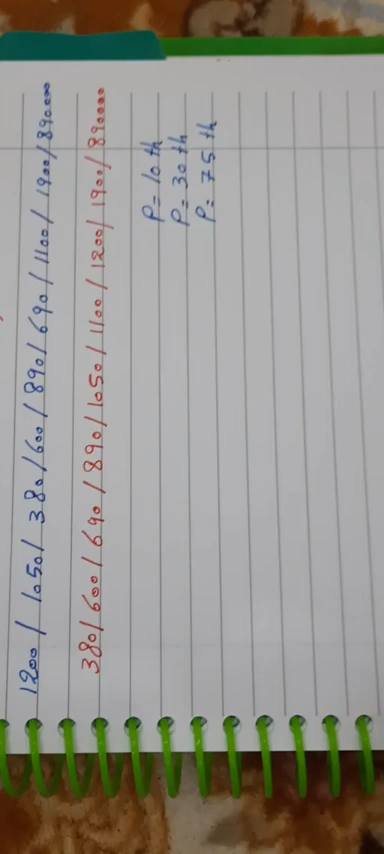 1200 / 1050 / 380 / 600 / 890 / 690 / 1100 / 1900 / 890000
380 / 600 / 690 / 890 / 1050 / 1100 / 1200 / 1900 / 890000
P = 10 th
P = 30 th
P = 75 th